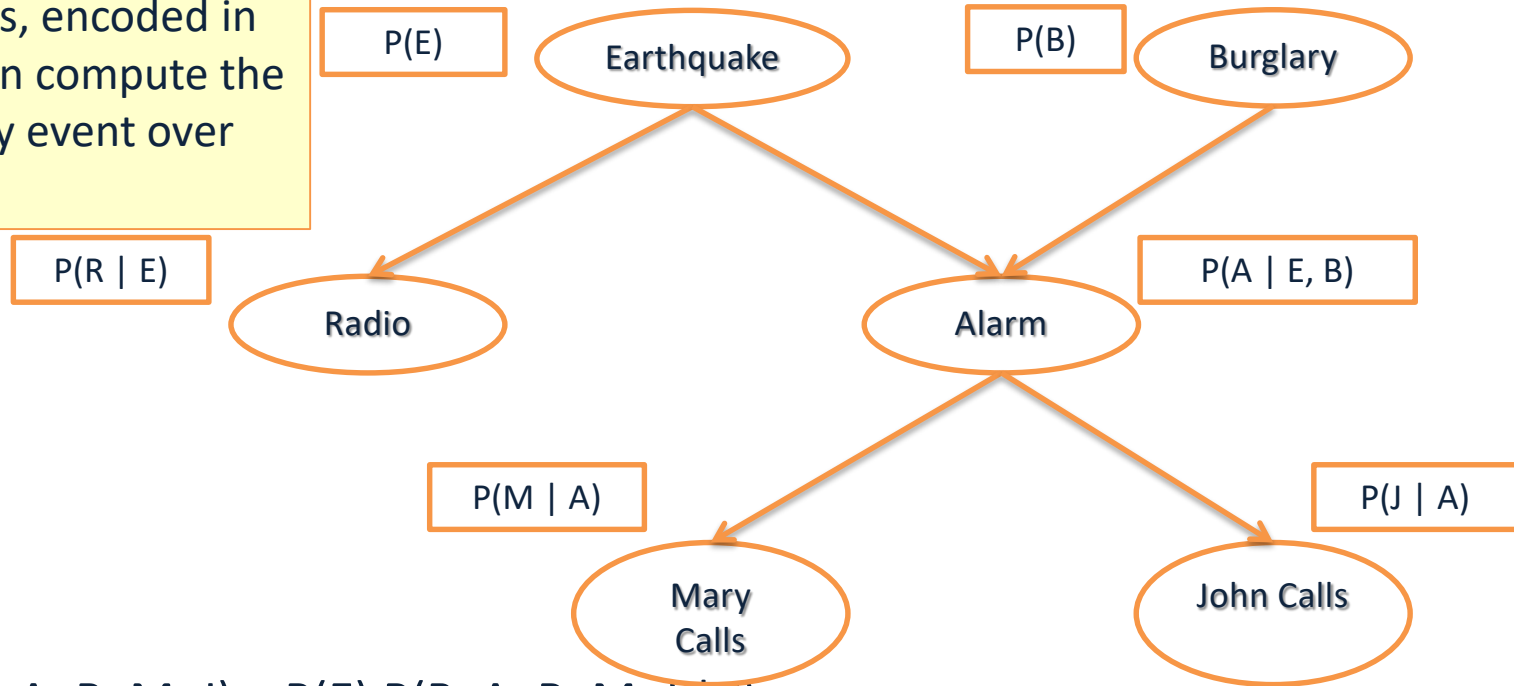 s, encoded in
n compute the
y event over
P(E)
Earthquake
P(B)
Burglary
P(R | E)
Radio
Alarm
P(A | E, B)
P(M | A)
P(J | A)
Mary
Calls
John Calls